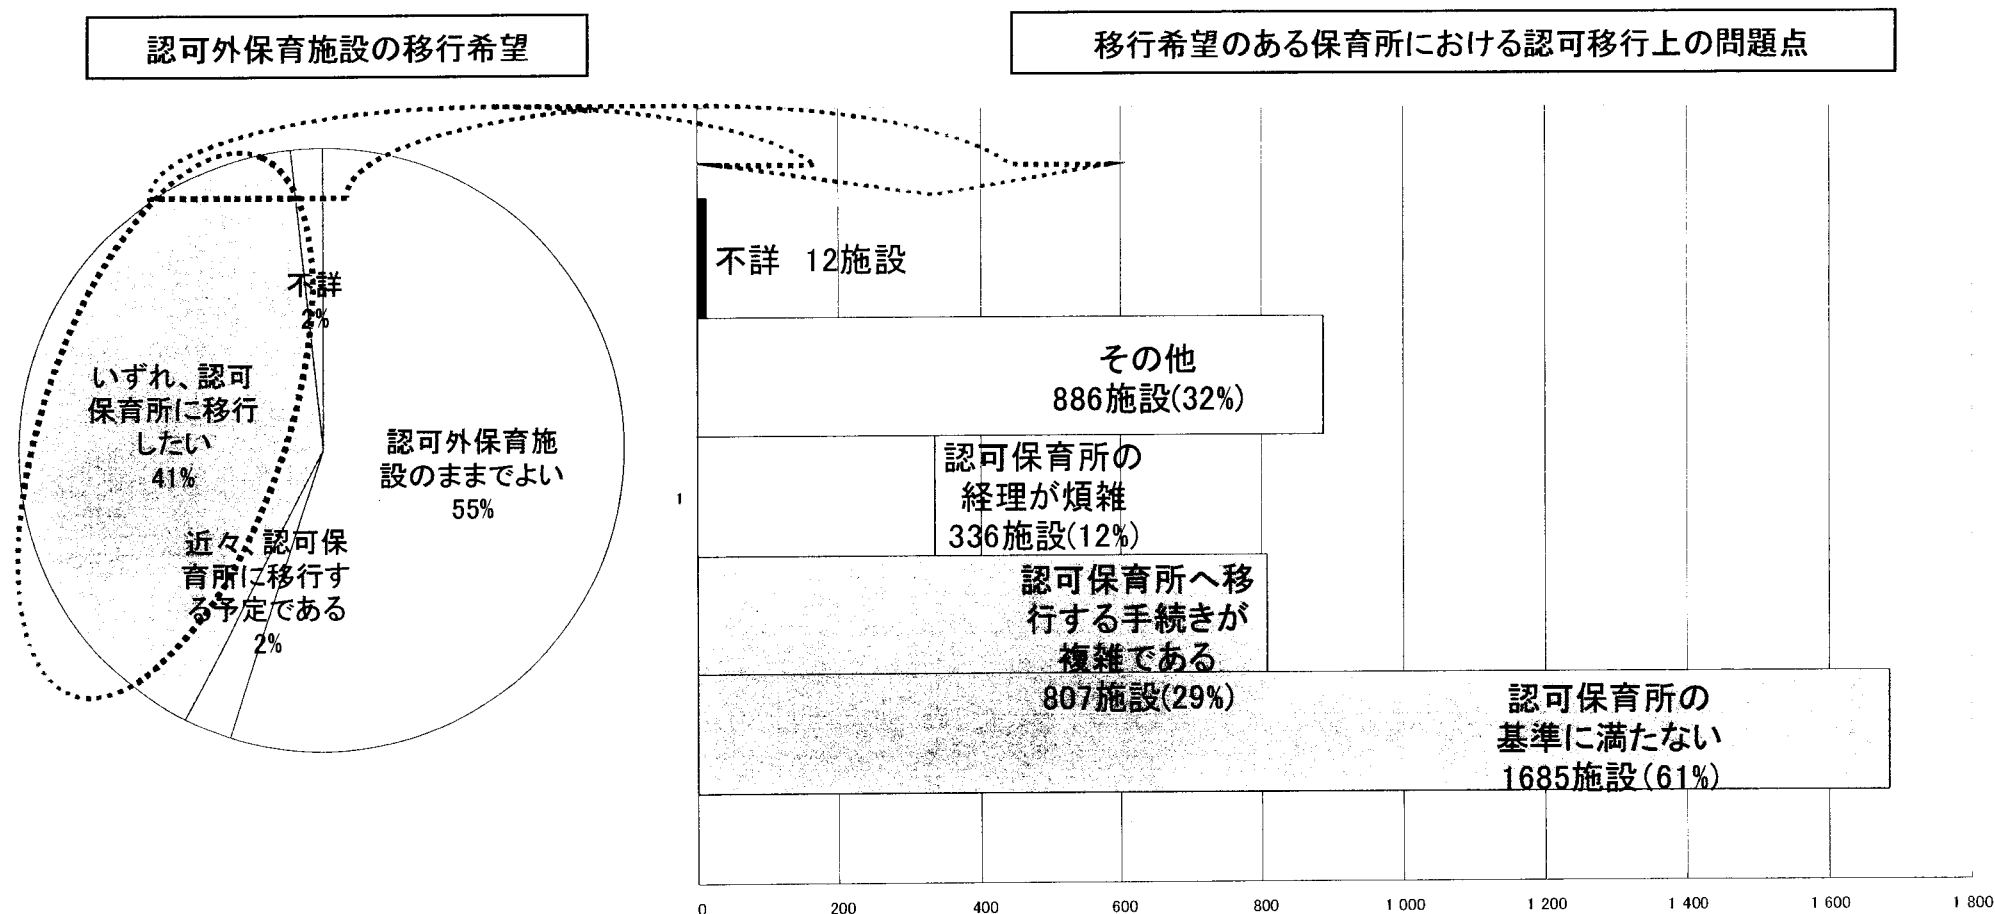 認可外保育施設の移行希望
移行希望のある保育所における認可移行上の問題点
不詳
2%
いずれ、認可
保育所に移行
したい
41%
認可外保育施
設のままでよい
55%
近々、認可保
育所に移行す
る予定である
2%
1
不詳 12施設
その他
886施設(32%)
認可保育所の
経理が煩雑
336施設(12%)
認可保育所へ移
行する手続きが
複雑である
807施設(29%)
認可保育所の
基準に満たない
1685施設(61%)
0 200 400 600 800 1 000 1 200 1 400 1 600 1 800